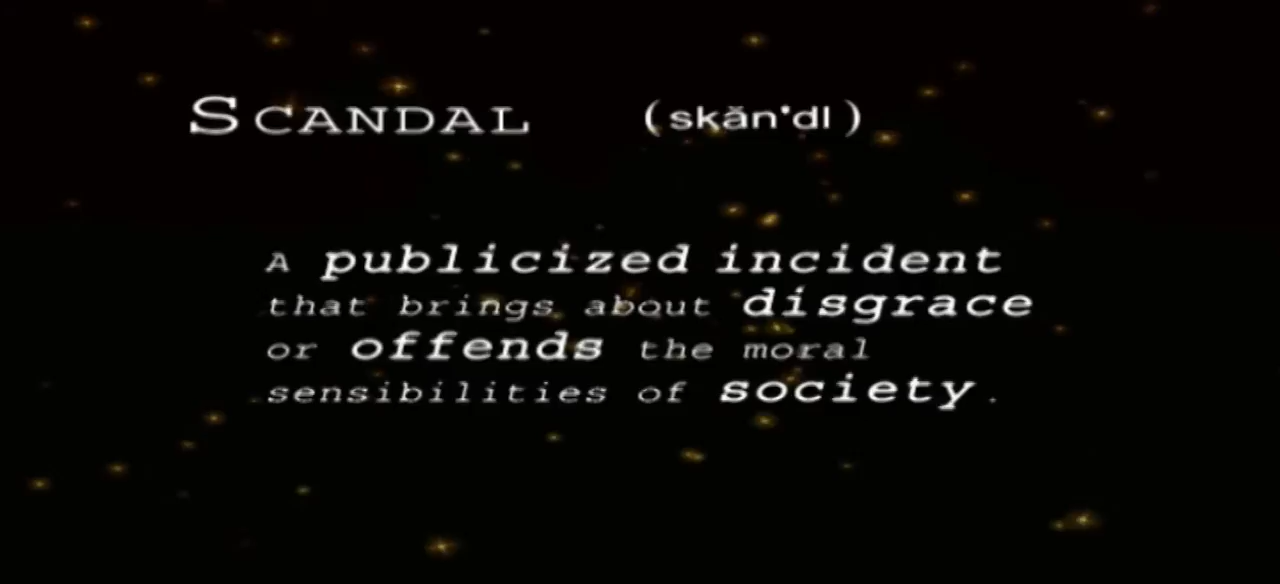 SCANDAL (skăn'dl)
A publicized incident
that brings about disgrace
or offends the moral
sensibilities of society.